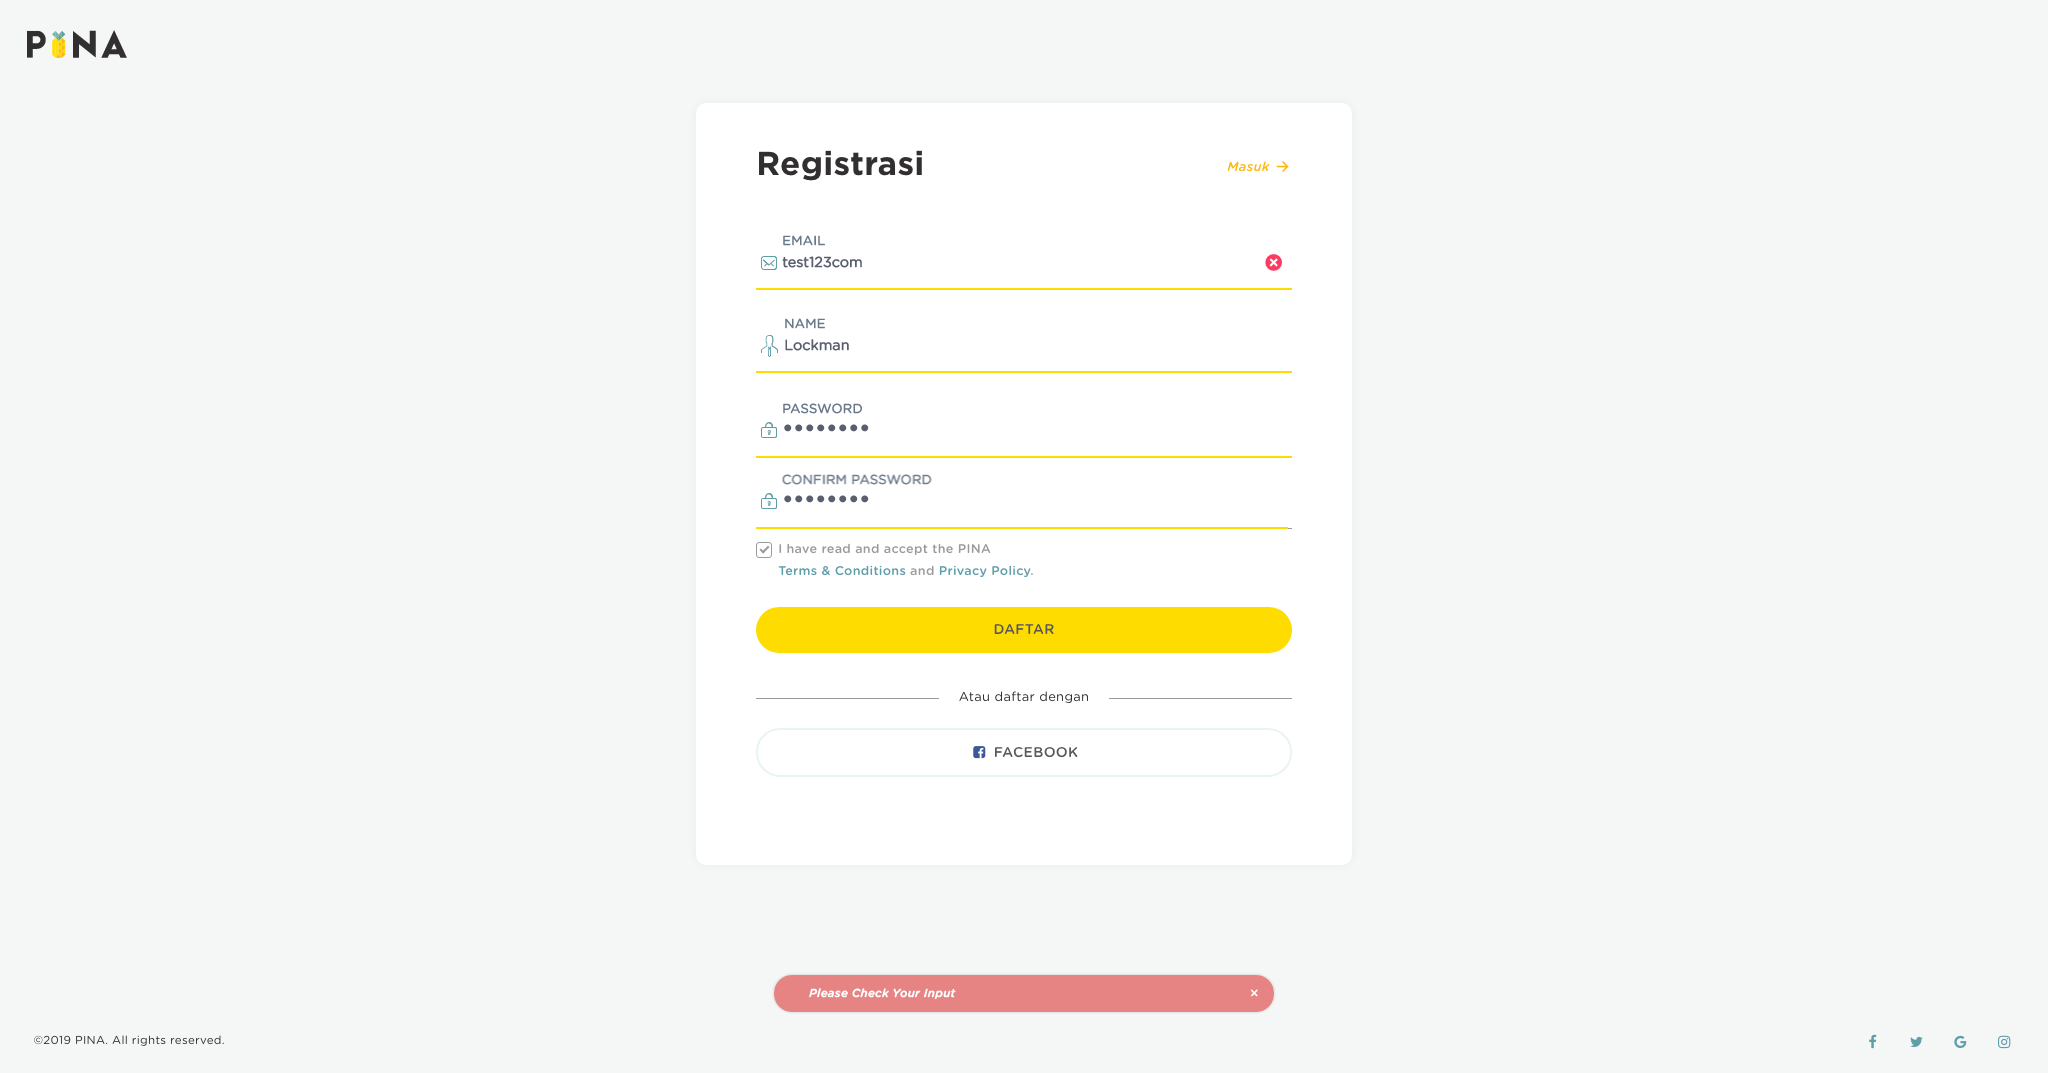 PINA
Registrasi
Masuk →
EMAIL
test123com
NAME
Lockman
PASSWORD
••••••••
CONFIRM PASSWORD
••••••••
I have read and accept the PINA
Terms & Conditions and Privacy Policy.
DAFTAR
Atau daftar dengan
FACEBOOK
Please Check Your Input ×
©2019 PINA. All rights reserved.